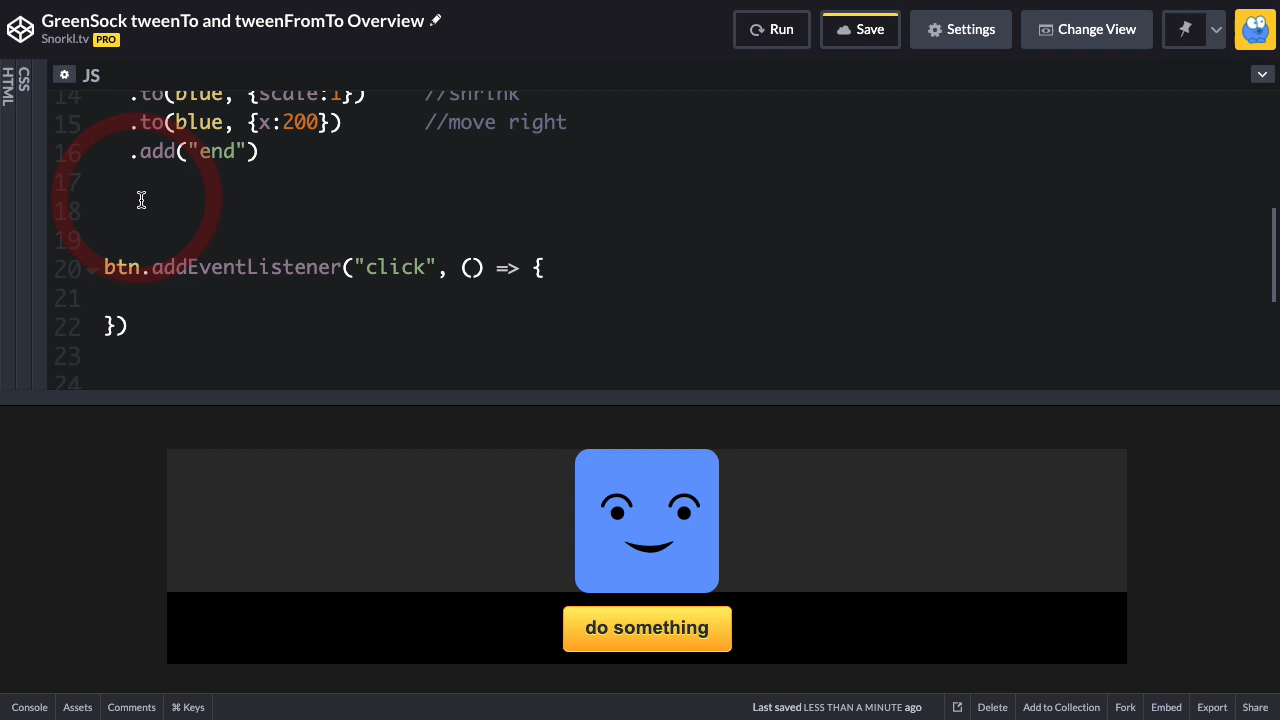 GreenSock tweenTo and tweenFromTo Overview
Snorkl.tv PRO
Run
Save
Settings
Change View
HTML
CSS
JS
14 .to(blue, {scale:1}) //shrink
15 .to(blue, {x:200}) //move right
16 .add("end")
17
18
19
20 btn.addEventListener("click", () => {
21
22 })
23
24
do something
Console Assets Comments ⌘ Keys Last saved LESS THAN A MINUTE ago Delete Add to Collection Fork Embed Export Share